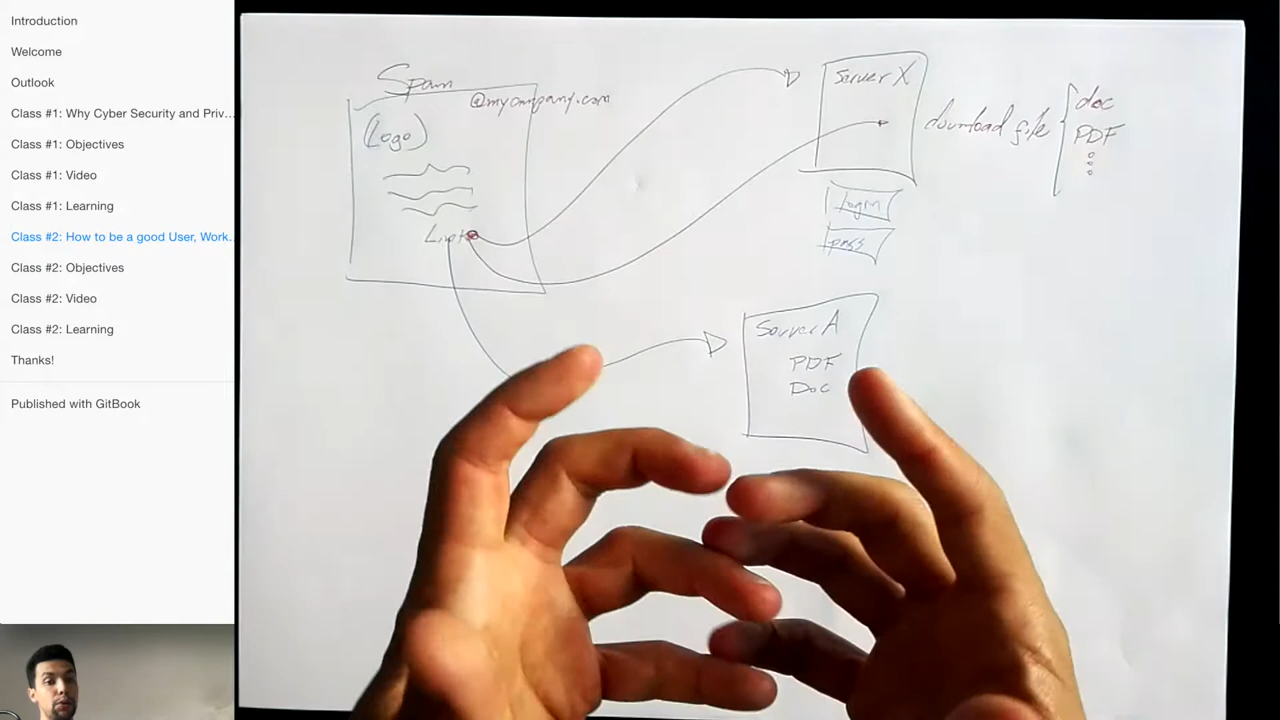 Introduction
Welcome
Outlook
Class #1: Why Cyber Security and Priv...
Class #1: Objectives
Class #1: Video
Class #1: Learning
Class #2: How to be a good User, Work...
Class #2: Objectives
Class #2: Video
Class #2: Learning
Thanks!
Published with GitBook
Spam
@mycompany.com
(Logo)
Server X
download file
doc
PDF
login
pass
Server A
PDF
Doc